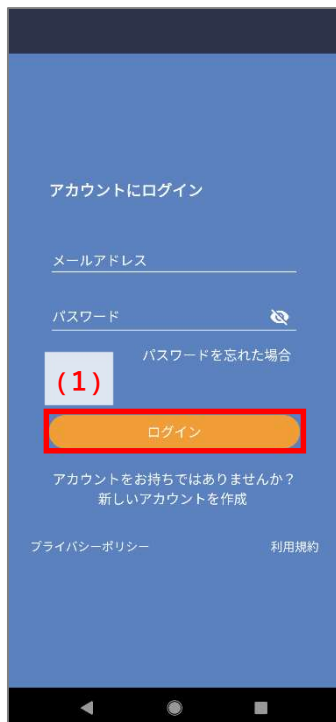 アカウントにログイン
メールアドレス
パスワード
パスワードを忘れた場合
(1)
ログイン
アカウントをお持ちではありませんか?
新しいアカウントを作成
プライバシーポリシー 利用規約